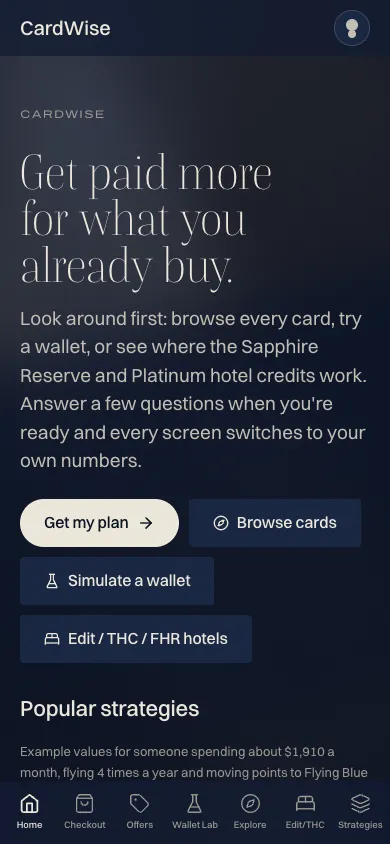 CardWise
CARDWISE
Get paid more
for what you
already buy.
Look around first: browse every card, try
a wallet, or see where the Sapphire
Reserve and Platinum hotel credits work.
Answer a few questions when you're
ready and every screen switches to your
own numbers.
Get my plan
Browse cards
Simulate a wallet
Edit / THC / FHR hotels
Popular strategies
Example values for someone spending about $1,910 a
month, flying 4 times a year and moving points to Flying Blue
Home
Checkout
Offers
Wallet Lab
Explore
Edit/THC
Strategies